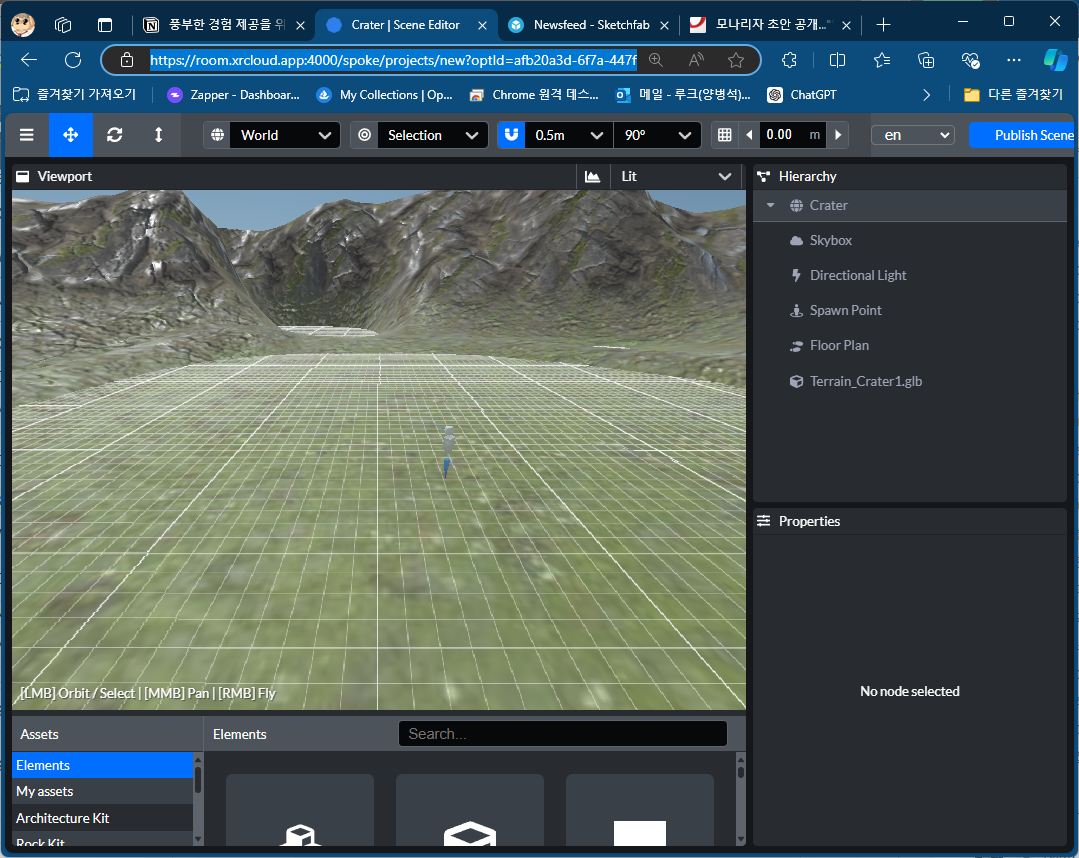 풍부한 경험 제공을 위
Crater | Scene Editor
Newsfeed - Sketchfab
모나리자 초안 공개..."
https://room.xrcloud.app:4000/spoke/projects/new?optId=afb20a3d-6f7a-447f
즐겨찾기 가져오기
Zapper - Dashboar...
My Collections | Op...
Chrome 원격 데스...
메일 - 루크(양병석)...
ChatGPT
다른 즐겨찾기
World
Selection
0.5m
90º
0.00 m
en
Publish Scene
Viewport
Lit
Hierarchy
Crater
Skybox
Directional Light
Spawn Point
Floor Plan
Terrain_Crater1.glb
Properties
No node selected
[LMB] Orbit / Select | [MMB] Pan | [RMB] Fly
Assets
Elements
Search...
Elements
My assets
Architecture Kit
Rock Kit